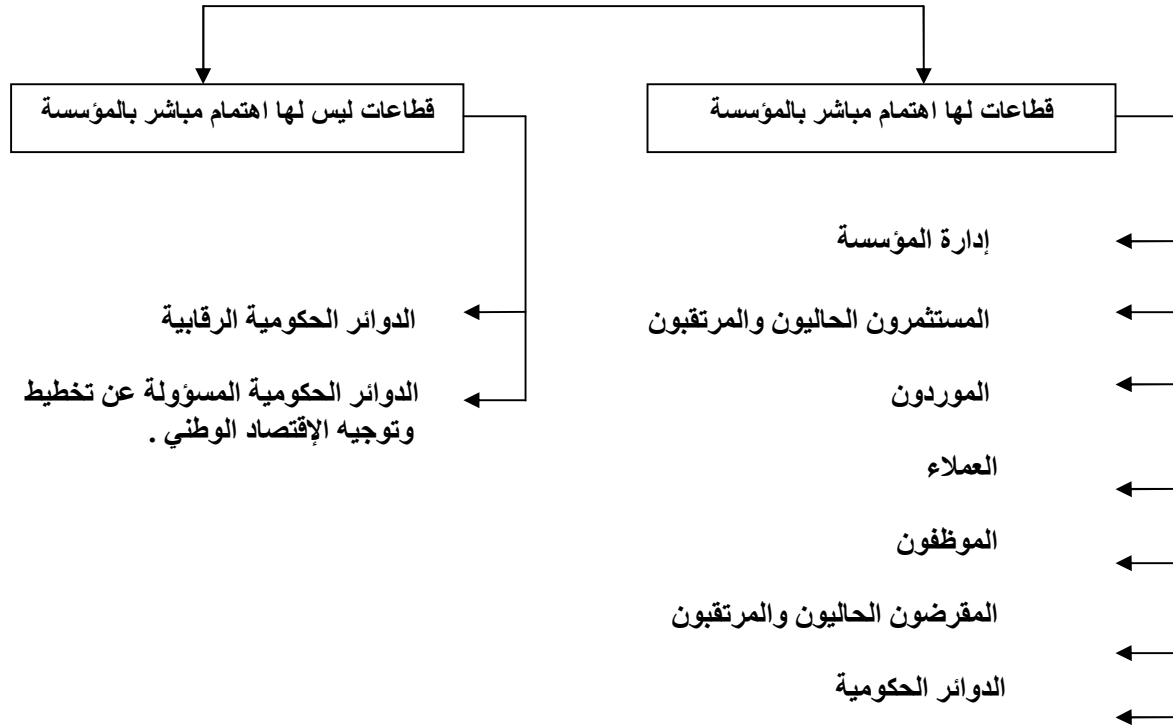 قطاعات لها اهتمام مباشر بالمؤسسة
إدارة المؤسسة
المستثمرون الحاليون والمرتقبون
الموردون
العملاء
الموظفون
المقرضون الحاليون والمرتقبون
الدوائر الحكومية
قطاعات ليس لها اهتمام مباشر بالمؤسسة
الدوائر الحكومية الرقابية
الدوائر الحكومية المسؤولة عن تخطيط
وتوجيه الإقتصاد الوطني .